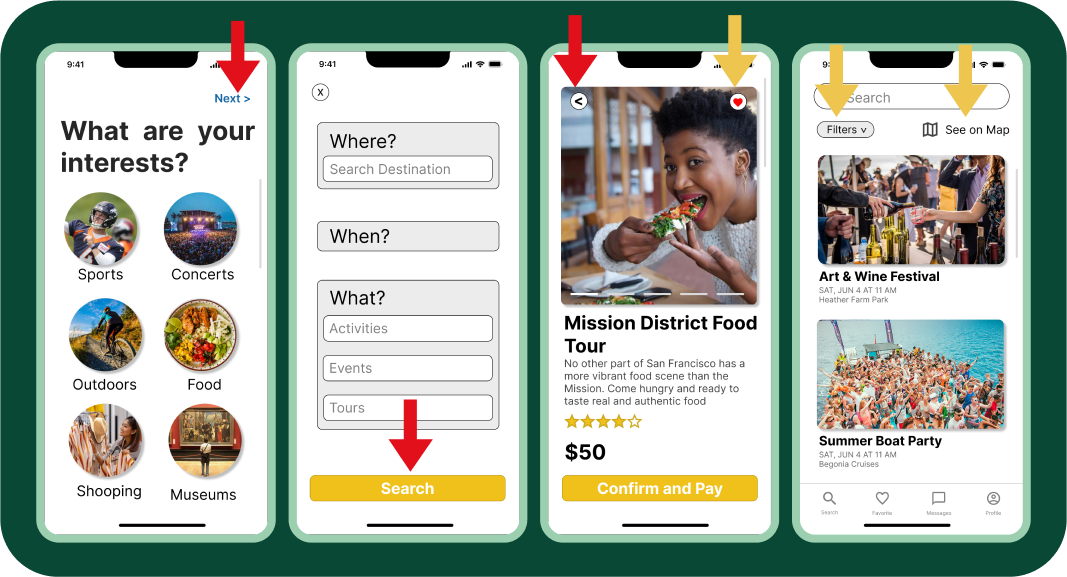 9:41
Next >
What are your
interests?
Sports
Concerts
Outdoors
Food
Shooping
Museums
9:41
X
Where?
Search Destination
When?
What?
Activities
Events
Tours
Search
<
Mission District Food
Tour
No other part of San Francisco has a
more vibrant food scene than the
Mission. Come hungry and ready to
taste real and authentic food
$50
Confirm and Pay
Search
Filters v
See on Map
Art & Wine Festival
SAT, JUN 4 AT 11 AM
Heather Farm Park
Summer Boat Party
SAT, JUN 4 AT 11 AM
Begonia Cruises
Search
Favorite
Messages
Profile